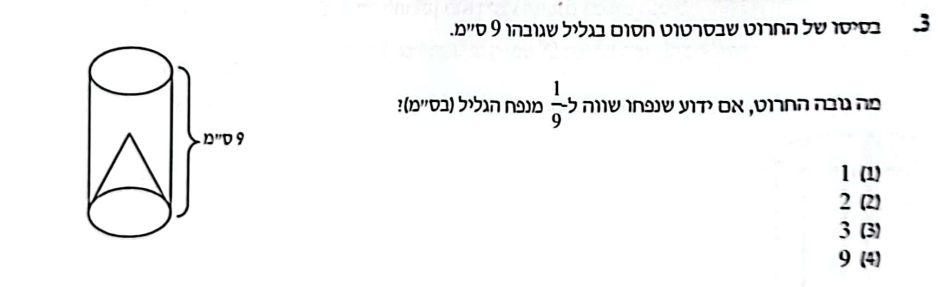 3. בסיסו של החרוט שבסרטוט חסום בגליל שגובהו 9 ס"מ.
מה גובה החרוט, אם ידוע שנפחו שווה ל-1/9 מנפח הגליל (בס"מ)?
9 ס"מ
(1) 1
(2) 2
(3) 3
(4) 9